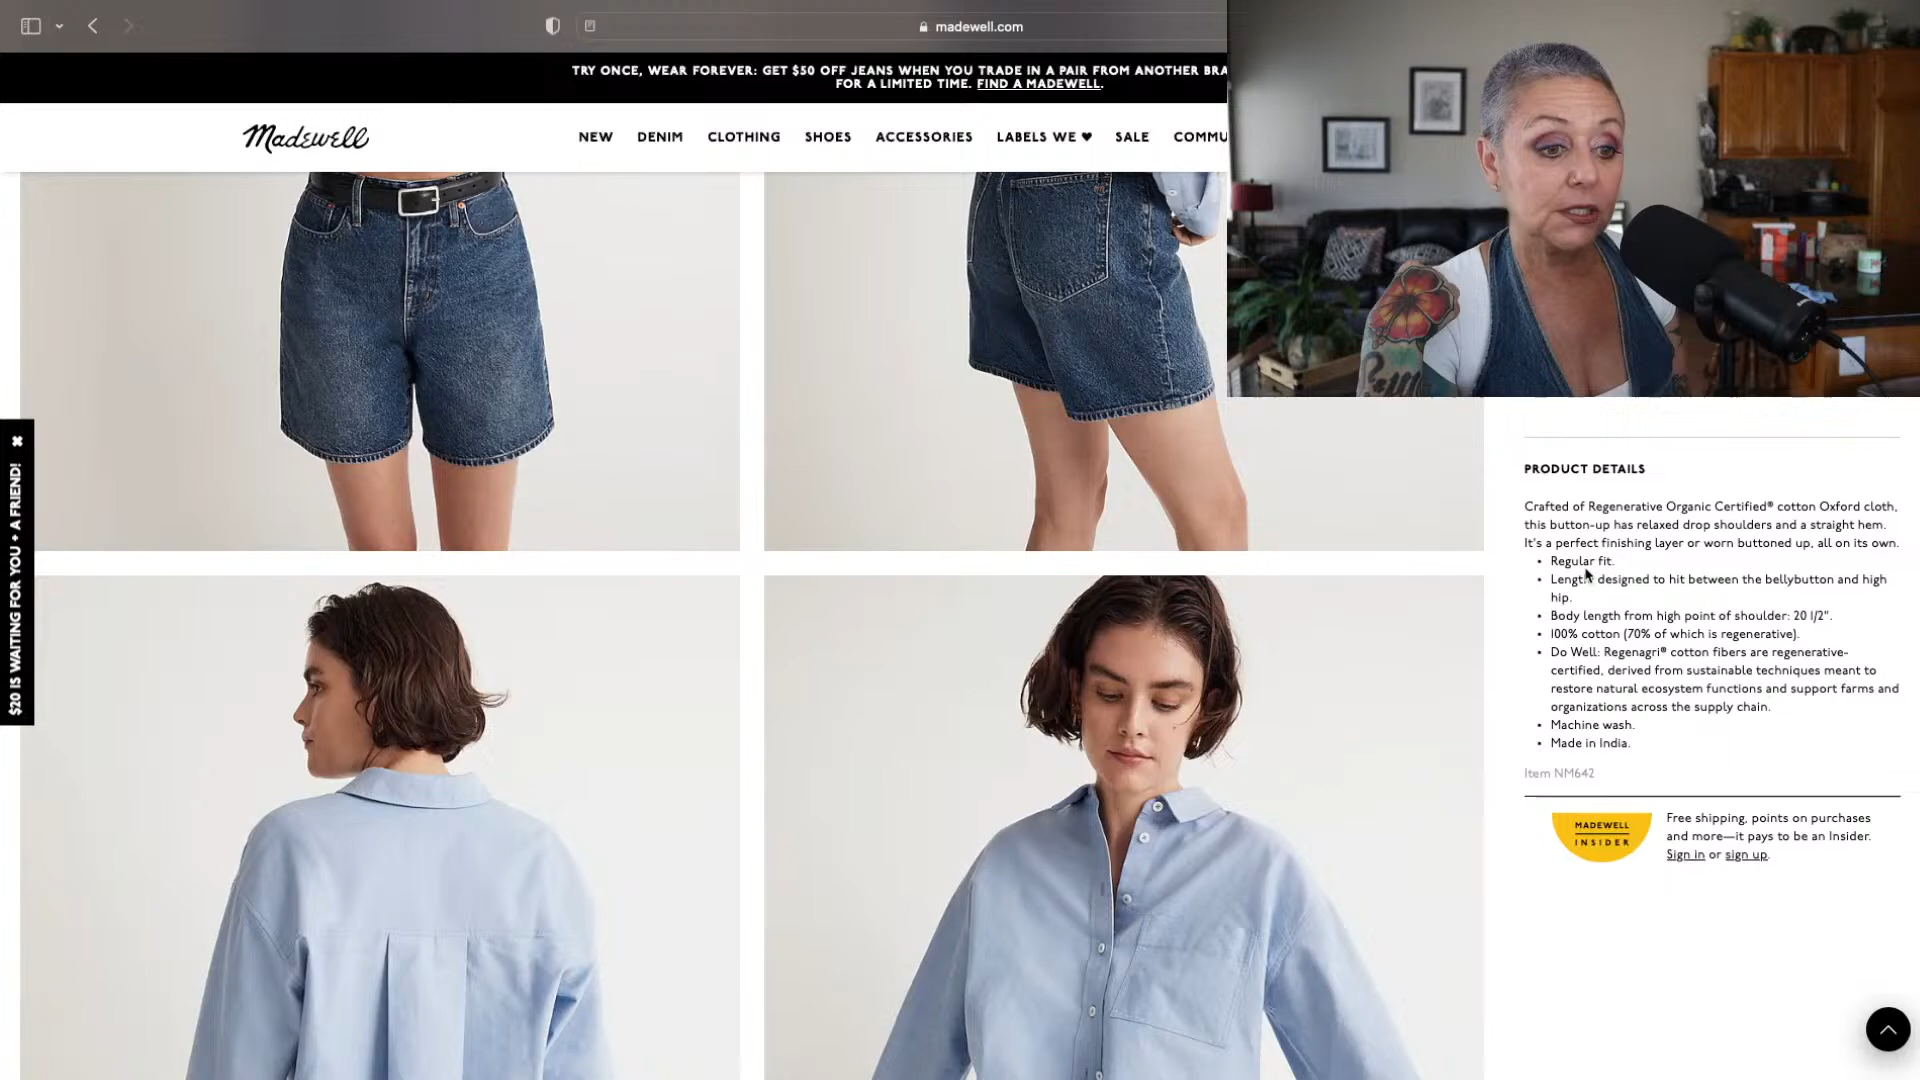 madewell.com
TRY ONCE, WEAR FOREVER: GET $50 OFF JEANS WHEN YOU TRADE IN A PAIR FROM ANOTHER
FOR A LIMITED TIME. FIND A MADEWELL.
Madewell
NEW DENIM CLOTHING SHOES ACCESSORIES LABELS WE ♥ SALE COMMU
$20 IS WAITING FOR YOU + A FRIEND! ✖
PRODUCT DETAILS
Crafted of Regenerative Organic Certified® cotton Oxford cloth,
this button-up has relaxed drop shoulders and a straight hem.
It's a perfect finishing layer or worn buttoned up, all on its own.
• Regular fit.
• Length designed to hit between the bellybutton and high
hip.
• Body length from high point of shoulder: 20 1/2".
• 100% cotton (70% of which is regenerative).
• Do Well: Regenagri® cotton fibers are regenerative-
certified, derived from sustainable techniques meant to
restore natural ecosystem functions and support farms and
organizations across the supply chain.
• Machine wash.
• Made in India.
Item NM642
MADEWELL
INSIDER
Free shipping, points on purchases
and more—it pays to be an Insider.
Sign in or sign up.